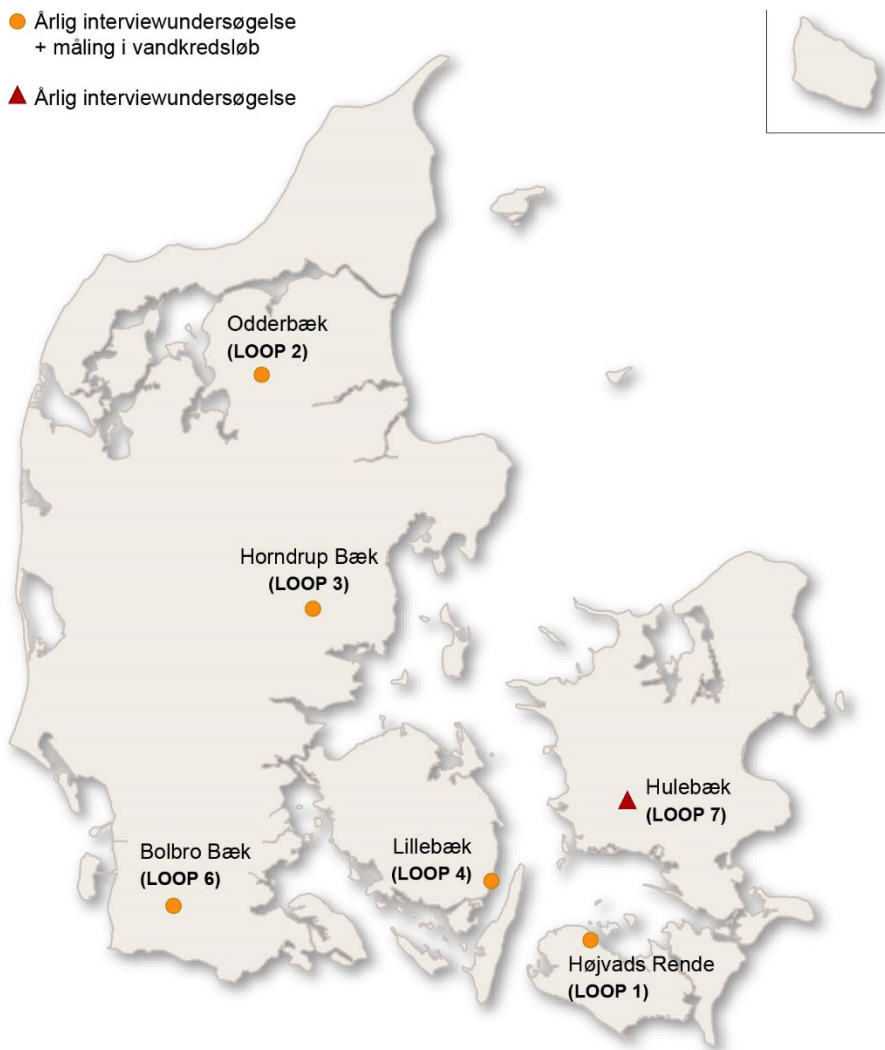 Årlig interviewundersøgelse
+ måling i vandkredsløb
Årlig interviewundersøgelse
Odderbæk
(LOOP 2)
Horndrup Bæk
(LOOP 3)
Hulebæk
(LOOP 7)
Lillebæk
(LOOP 4)
Bolbro Bæk
(LOOP 6)
Højvads Rende
(LOOP 1)